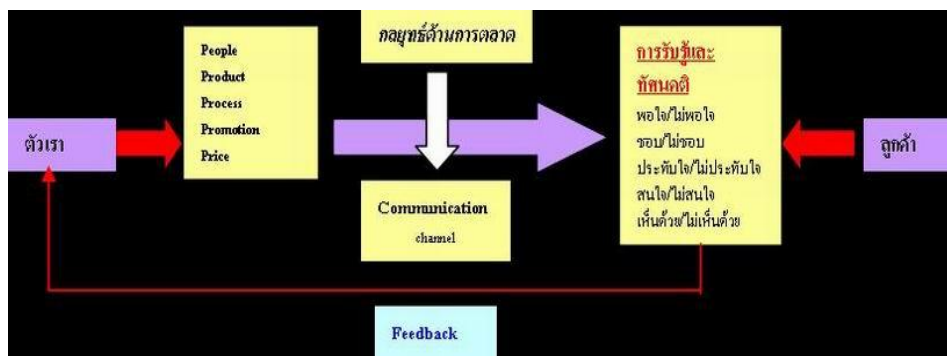 ตัวเรา
People
Product
Process
Promotion
Price
กลยุทธ์ด้านการตลาด
Communication
channel
การรับรู้และ
ทัศนคติ
พอใจ/ไม่พอใจ
ชอบ/ไม่ชอบ
ประทับใจ/ไม่ประทับใจ
สนใจ/ไม่สนใจ
เห็นด้วย/ไม่เห็นด้วย
ลูกค้า
Feedback